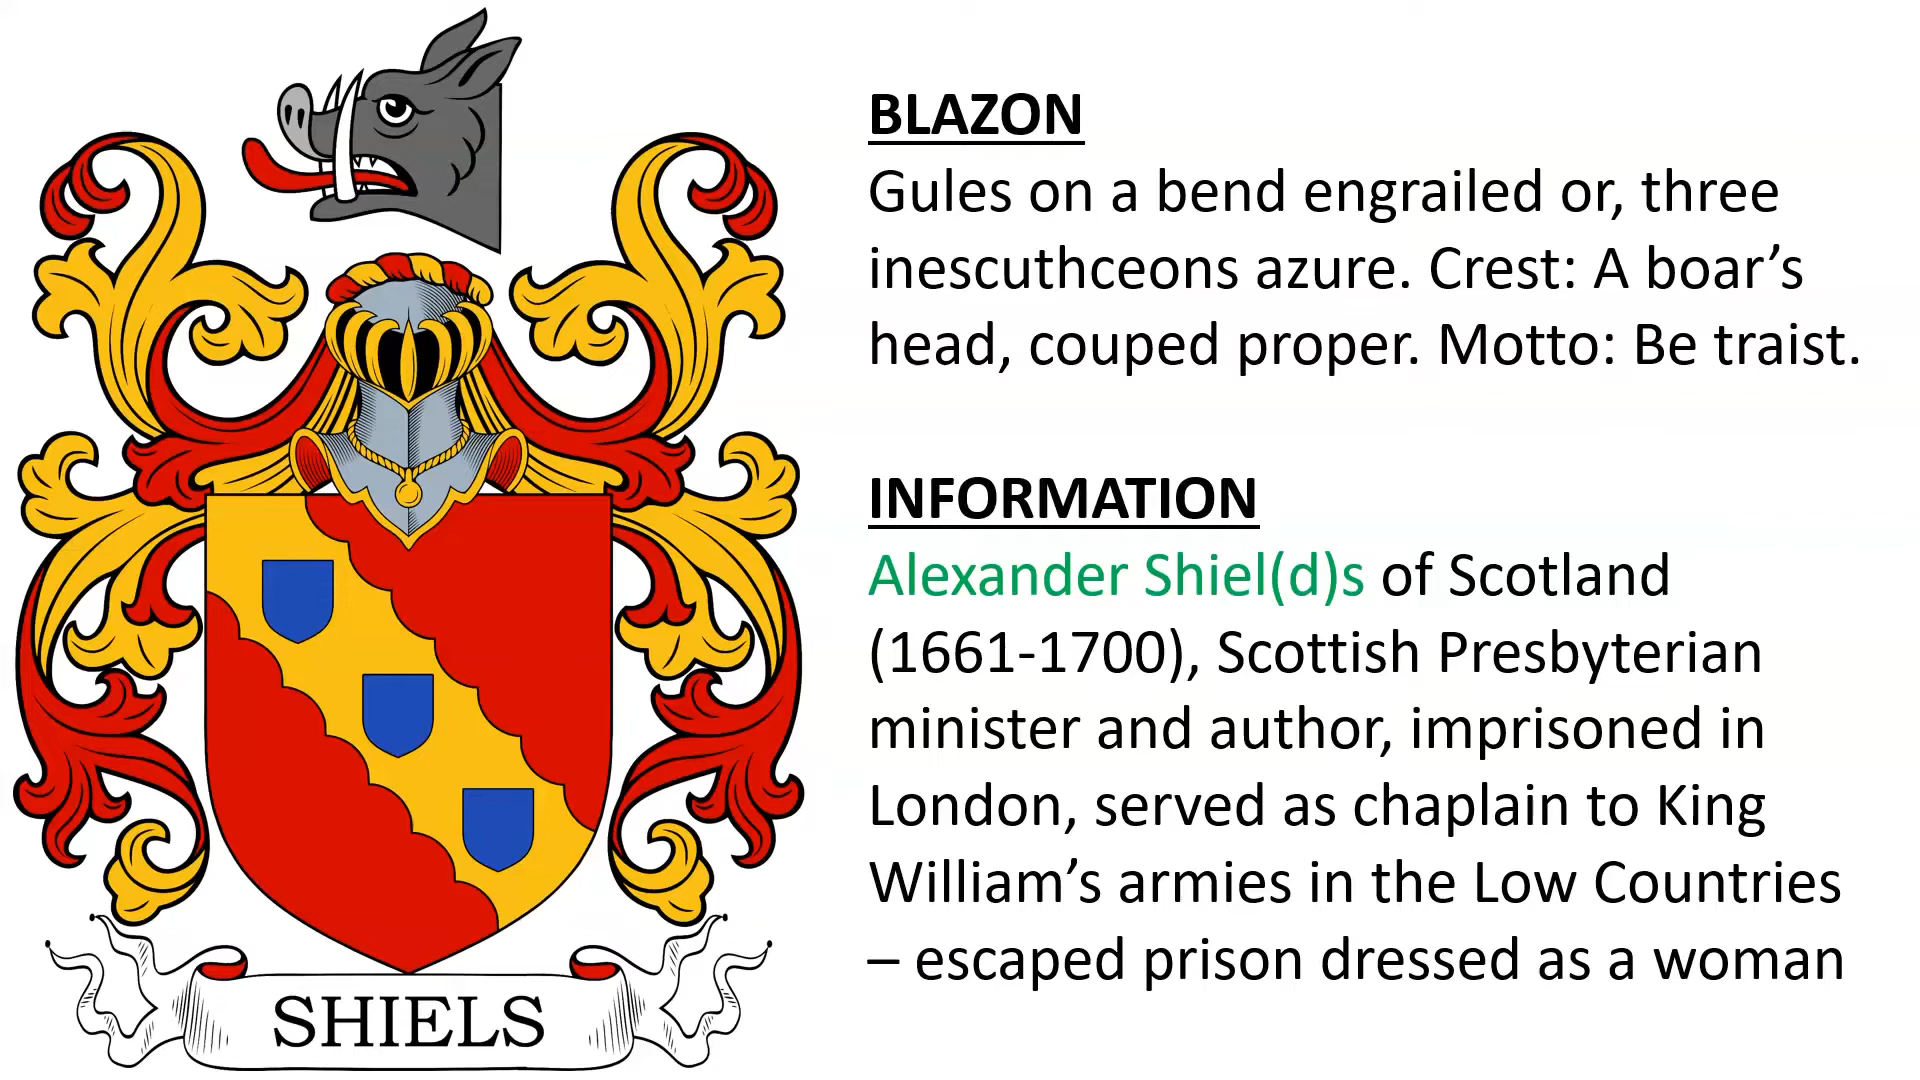 BLAZON
Gules on a bend engrailed or, three
inescuthceons azure. Crest: A boar’s
head, couped proper. Motto: Be traist.
INFORMATION
Alexander Shiel(d)s of Scotland
(1661-1700), Scottish Presbyterian
minister and author, imprisoned in
London, served as chaplain to King
William’s armies in the Low Countries
– escaped prison dressed as a woman
SHIELS